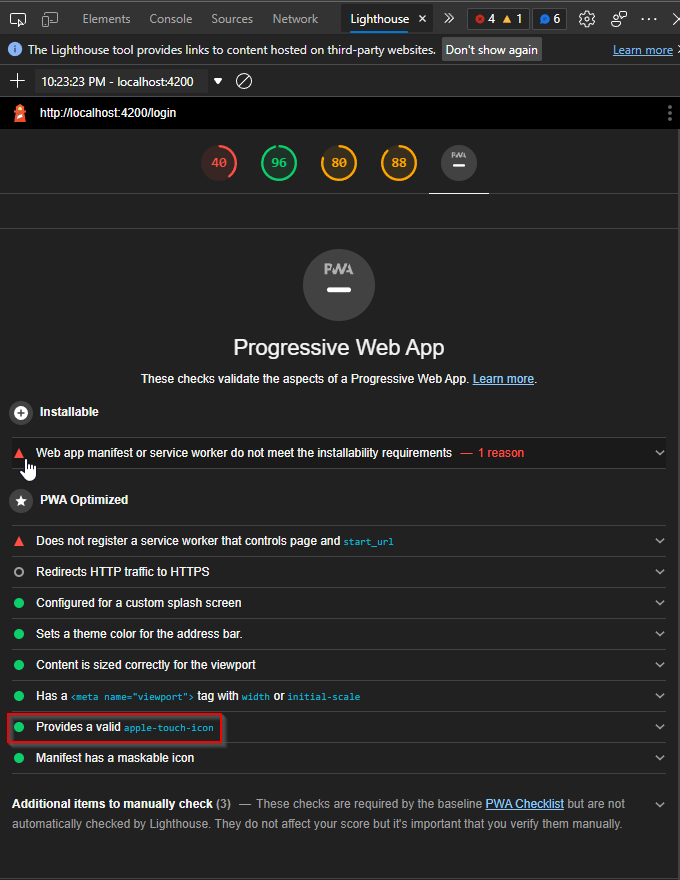 Elements Console Sources Network Lighthouse × » 4 1 6
The Lighthouse tool provides links to content hosted on third-party websites. Don't show again Learn more
10:23:23 PM - localhost:4200
http://localhost:4200/login
40 96 80 88 PWA
PWA
Progressive Web App
These checks validate the aspects of a Progressive Web App. Learn more.
Installable
Web app manifest or service worker do not meet the installability requirements — 1 reason
PWA Optimized
Does not register a service worker that controls page and start_url
Redirects HTTP traffic to HTTPS
Configured for a custom splash screen
Sets a theme color for the address bar.
Content is sized correctly for the viewport
Has a <meta name="viewport"> tag with width or initial-scale
Provides a valid apple-touch-icon
Manifest has a maskable icon
Additional items to manually check (3) — These checks are required by the baseline PWA Checklist but are not
automatically checked by Lighthouse. They do not affect your score but it's important that you verify them manually.